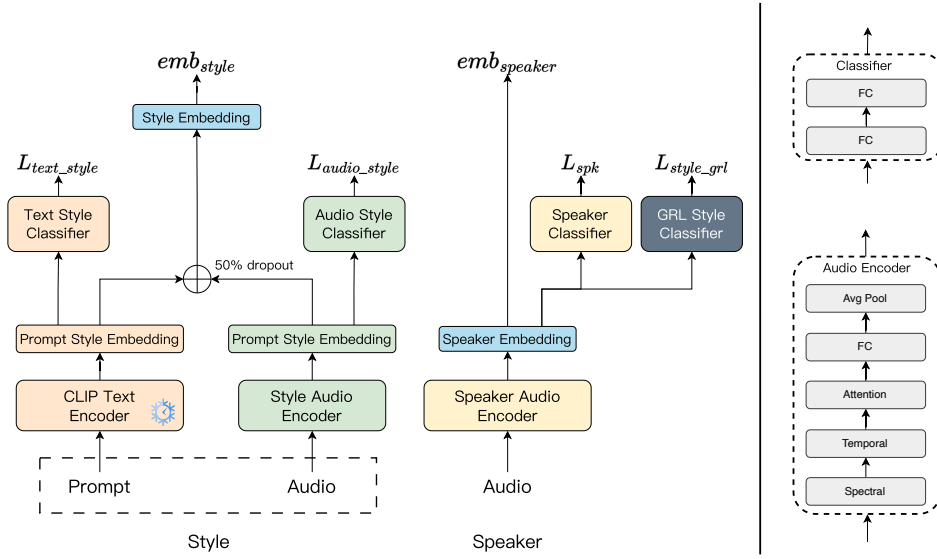 emb_style
emb_speaker
Style Embedding
L_text_style
L_audio_style
L_spk
L_style_grl
Text Style
Classifier
Audio Style
Classifier
Speaker
Classifier
GRL Style
Classifier
50% dropout
Prompt Style Embedding
Prompt Style Embedding
Speaker Embedding
CLIP Text
Encoder
Style Audio
Encoder
Speaker Audio
Encoder
Prompt
Audio
Audio
Style
Speaker
Classifier
FC
FC
Audio Encoder
Avg Pool
FC
Attention
Temporal
Spectral